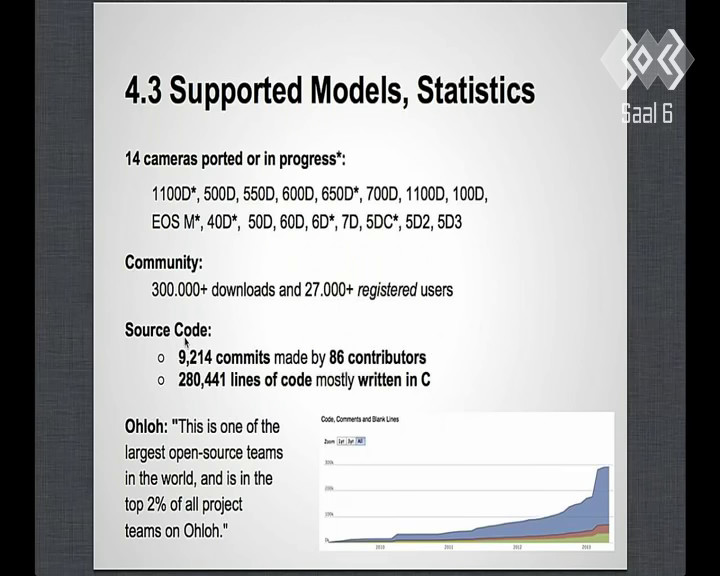 4.3 Supported Models, Statistics
Saal 6
14 cameras ported or in progress*:
1100D*, 500D, 550D, 600D, 650D*, 700D, 1100D, 100D,
EOS M*, 40D*, 50D, 60D, 6D*, 7D, 5DC*, 5D2, 5D3
Community:
300.000+ downloads and 27.000+ registered users
Source Code:
9,214 commits made by 86 contributors
280,441 lines of code mostly written in C
Ohloh: "This is one of the
largest open-source teams
in the world, and is in the
top 2% of all project
teams on Ohloh."
Code, Comments and Blank Lines
Zoom 1yr 3yr All
2010 2011 2012 2013